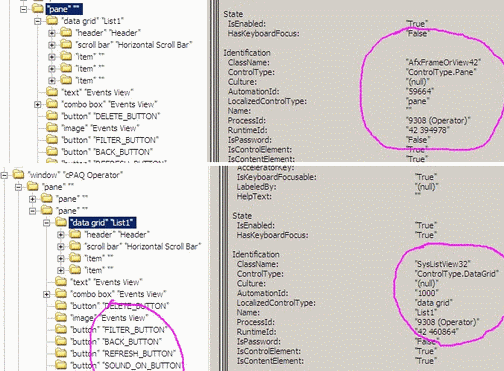 "pane" ""
"data grid" "List1"
"header" "Header"
"scroll bar" "Horizontal Scroll Bar"
"item" ""
"item" ""
"item" ""
"text" "Events View"
"combo box" "Events View"
"button" "DELETE_BUTTON"
"image" "Events View"
"button" "FILTER_BUTTON"
"button" "BACK_BUTTON"
"button" "REFRESH_BUTTON"
State
IsEnabled: "True"
HasKeyboardFocus: "False"
Identification
ClassName: "AfxFrameOrView42"
ControlType: "ControlType.Pane"
Culture: "(null)"
AutomationId: "59664"
LocalizedControlType: "pane"
Name: ""
ProcessId: "9308 (Operator)"
RuntimeId: "42 394978"
IsPassword: "False"
IsControlElement: "True"
IsContentElement: "True"
"window" "cPAQ Operator"
"pane" ""
"pane" ""
"pane" ""
"data grid" "List1"
"header" "Header"
"scroll bar" "Horizontal Scroll Bar"
"item" ""
"item" ""
"text" "Events View"
"combo box" "Events View"
"button" "DELETE_BUTTON"
"image" "Events View"
"button" "FILTER_BUTTON"
"button" "BACK_BUTTON"
"button" "REFRESH_BUTTON"
"button" "SOUND_ON_BUTTON"
AcceleratorKey:
IsKeyboardFocusable: "True"
LabeledBy: "(null)"
HelpText: ""
State
IsEnabled: "True"
HasKeyboardFocus: "True"
Identification
ClassName: "SysListView32"
ControlType: "ControlType.DataGrid"
Culture: "(null)"
AutomationId: "1000"
LocalizedControlType: "data grid"
Name: "List1"
ProcessId: "9308 (Operator)"
RuntimeId: "42 460864"
IsPassword: "False"
IsControlElement: "True"
IsContentElement: "True"